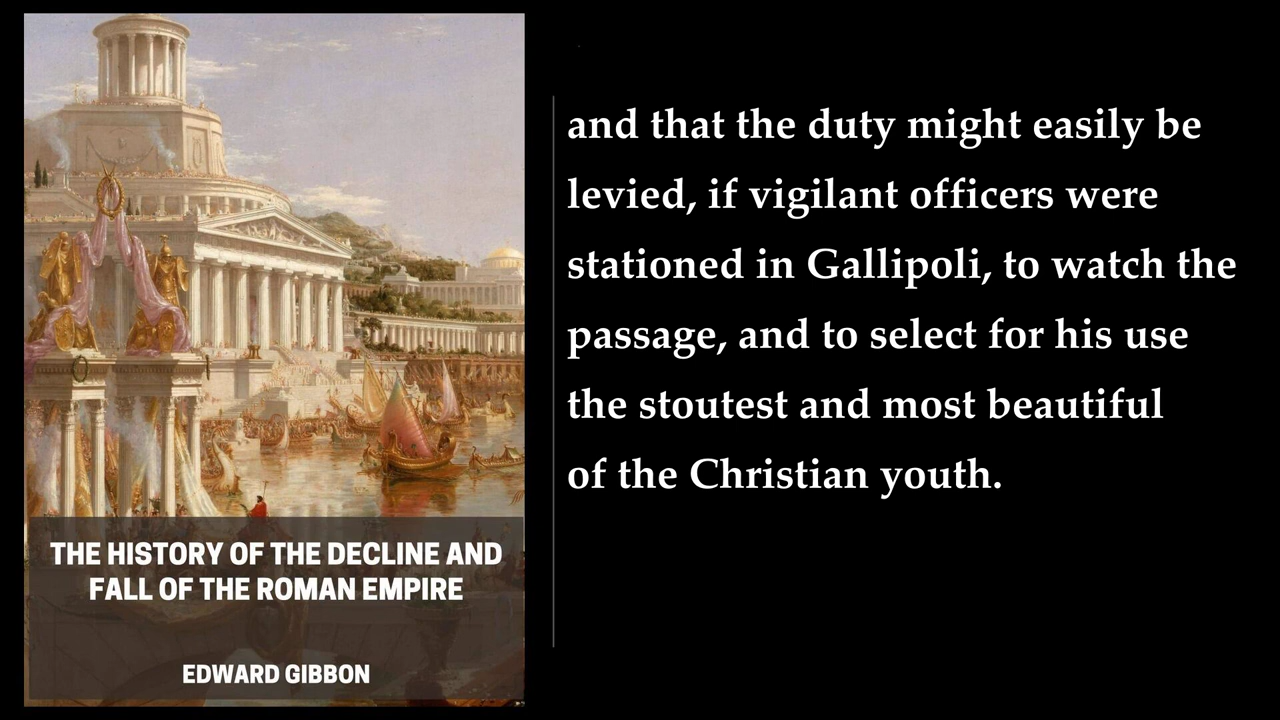 THE HISTORY OF THE DECLINE AND
FALL OF THE ROMAN EMPIRE
EDWARD GIBBON
and that the duty might easily be
levied, if vigilant officers were
stationed in Gallipoli, to watch the
passage, and to select for his use
the stoutest and most beautiful
of the Christian youth.